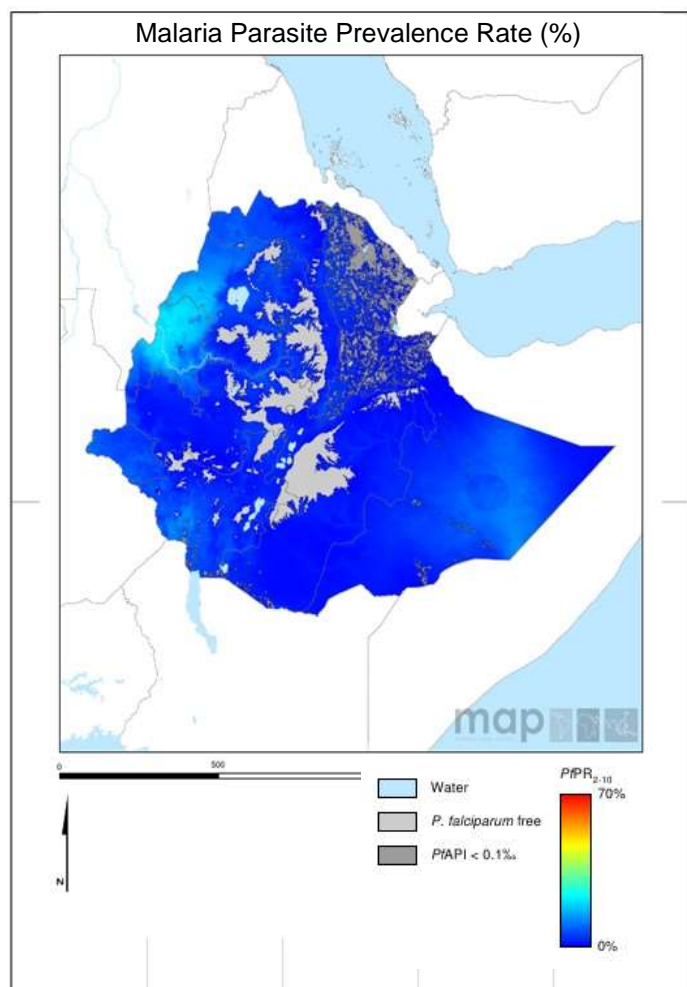 Malaria Parasite Prevalence Rate (%)
map
0 500
Water
P. falciparum free
PfAPI < 0.1‰
PfPR2-10
70%
0%
N